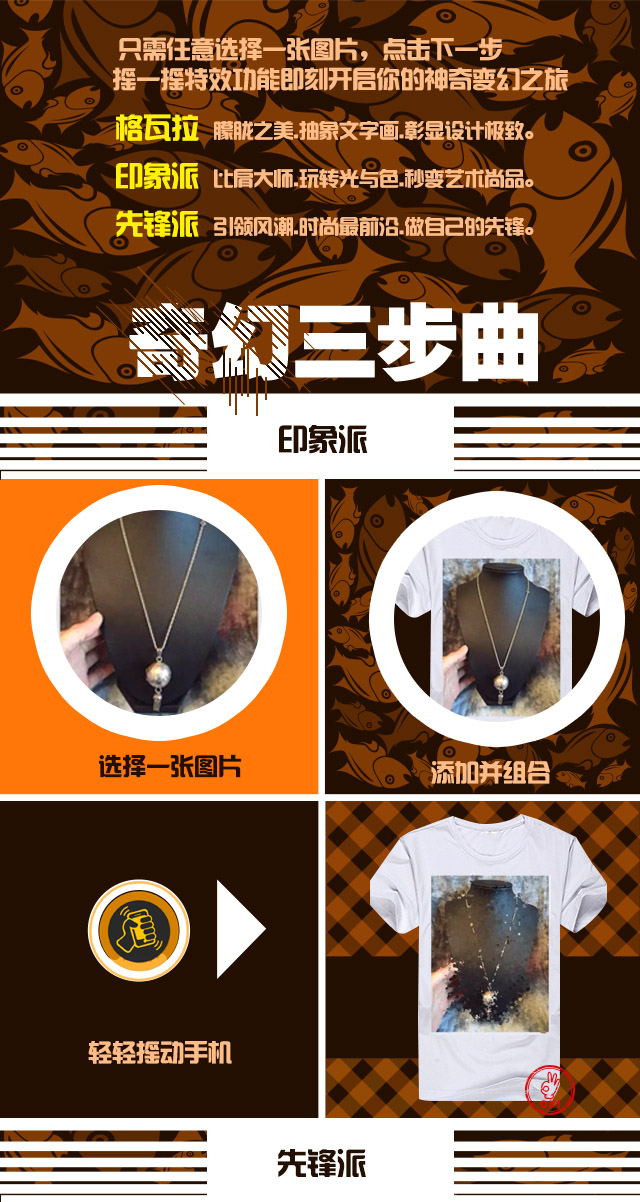 只需任意选择一张图片，点击下一步
摇一摇特效功能即刻开启你的神奇变幻之旅
格瓦拉 朦胧之美.抽象文字画.彰显设计极致。
印象派 比肩大师.玩转光与色.秒变艺术尚品。
先锋派 引领风潮.时尚最前沿.做自己的先锋。
奇幻三步曲
印象派
选择一张图片
添加并组合
轻轻摇动手机
先锋派